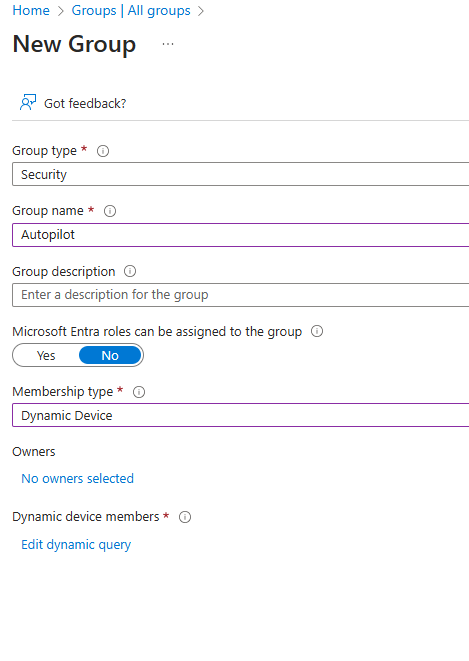 Home > Groups | All groups >
New Group ...
Got feedback?
Group type *
Security
Group name *
Autopilot
Group description
Enter a description for the group
Microsoft Entra roles can be assigned to the group
Yes No
Membership type *
Dynamic Device
Owners
No owners selected
Dynamic device members *
Edit dynamic query